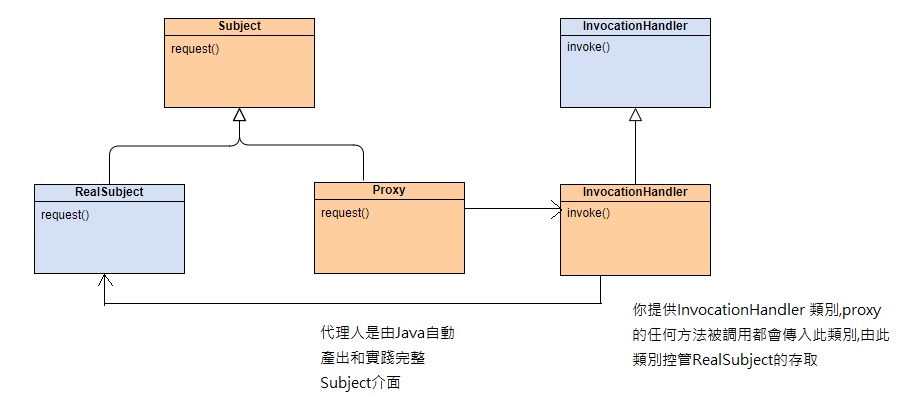 Subject
request()
InvocationHandler
invoke()
RealSubject
request()
Proxy
request()
InvocationHandler
invoke()
代理人是由Java自動
產出和實踐完整
Subject介面
你提供InvocationHandler 類別,proxy
的任何方法被調用都會傳入此類別,由此
類別控管RealSubject的存取